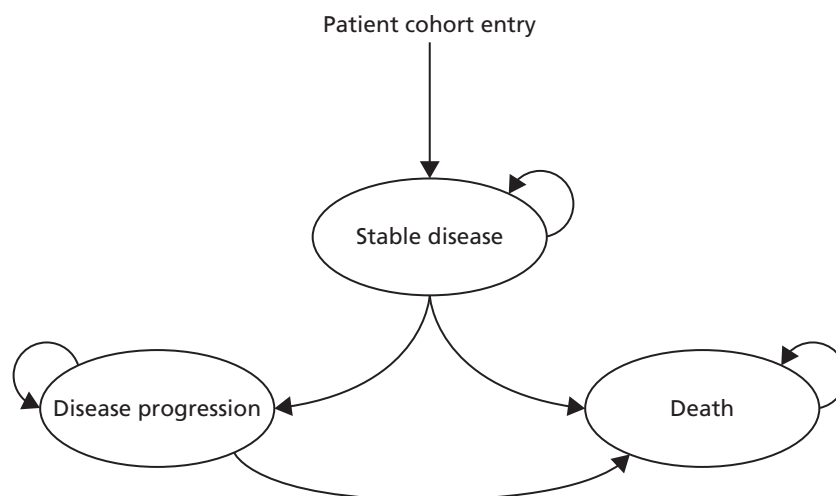 Patient cohort entry
Stable disease
Disease progression
Death